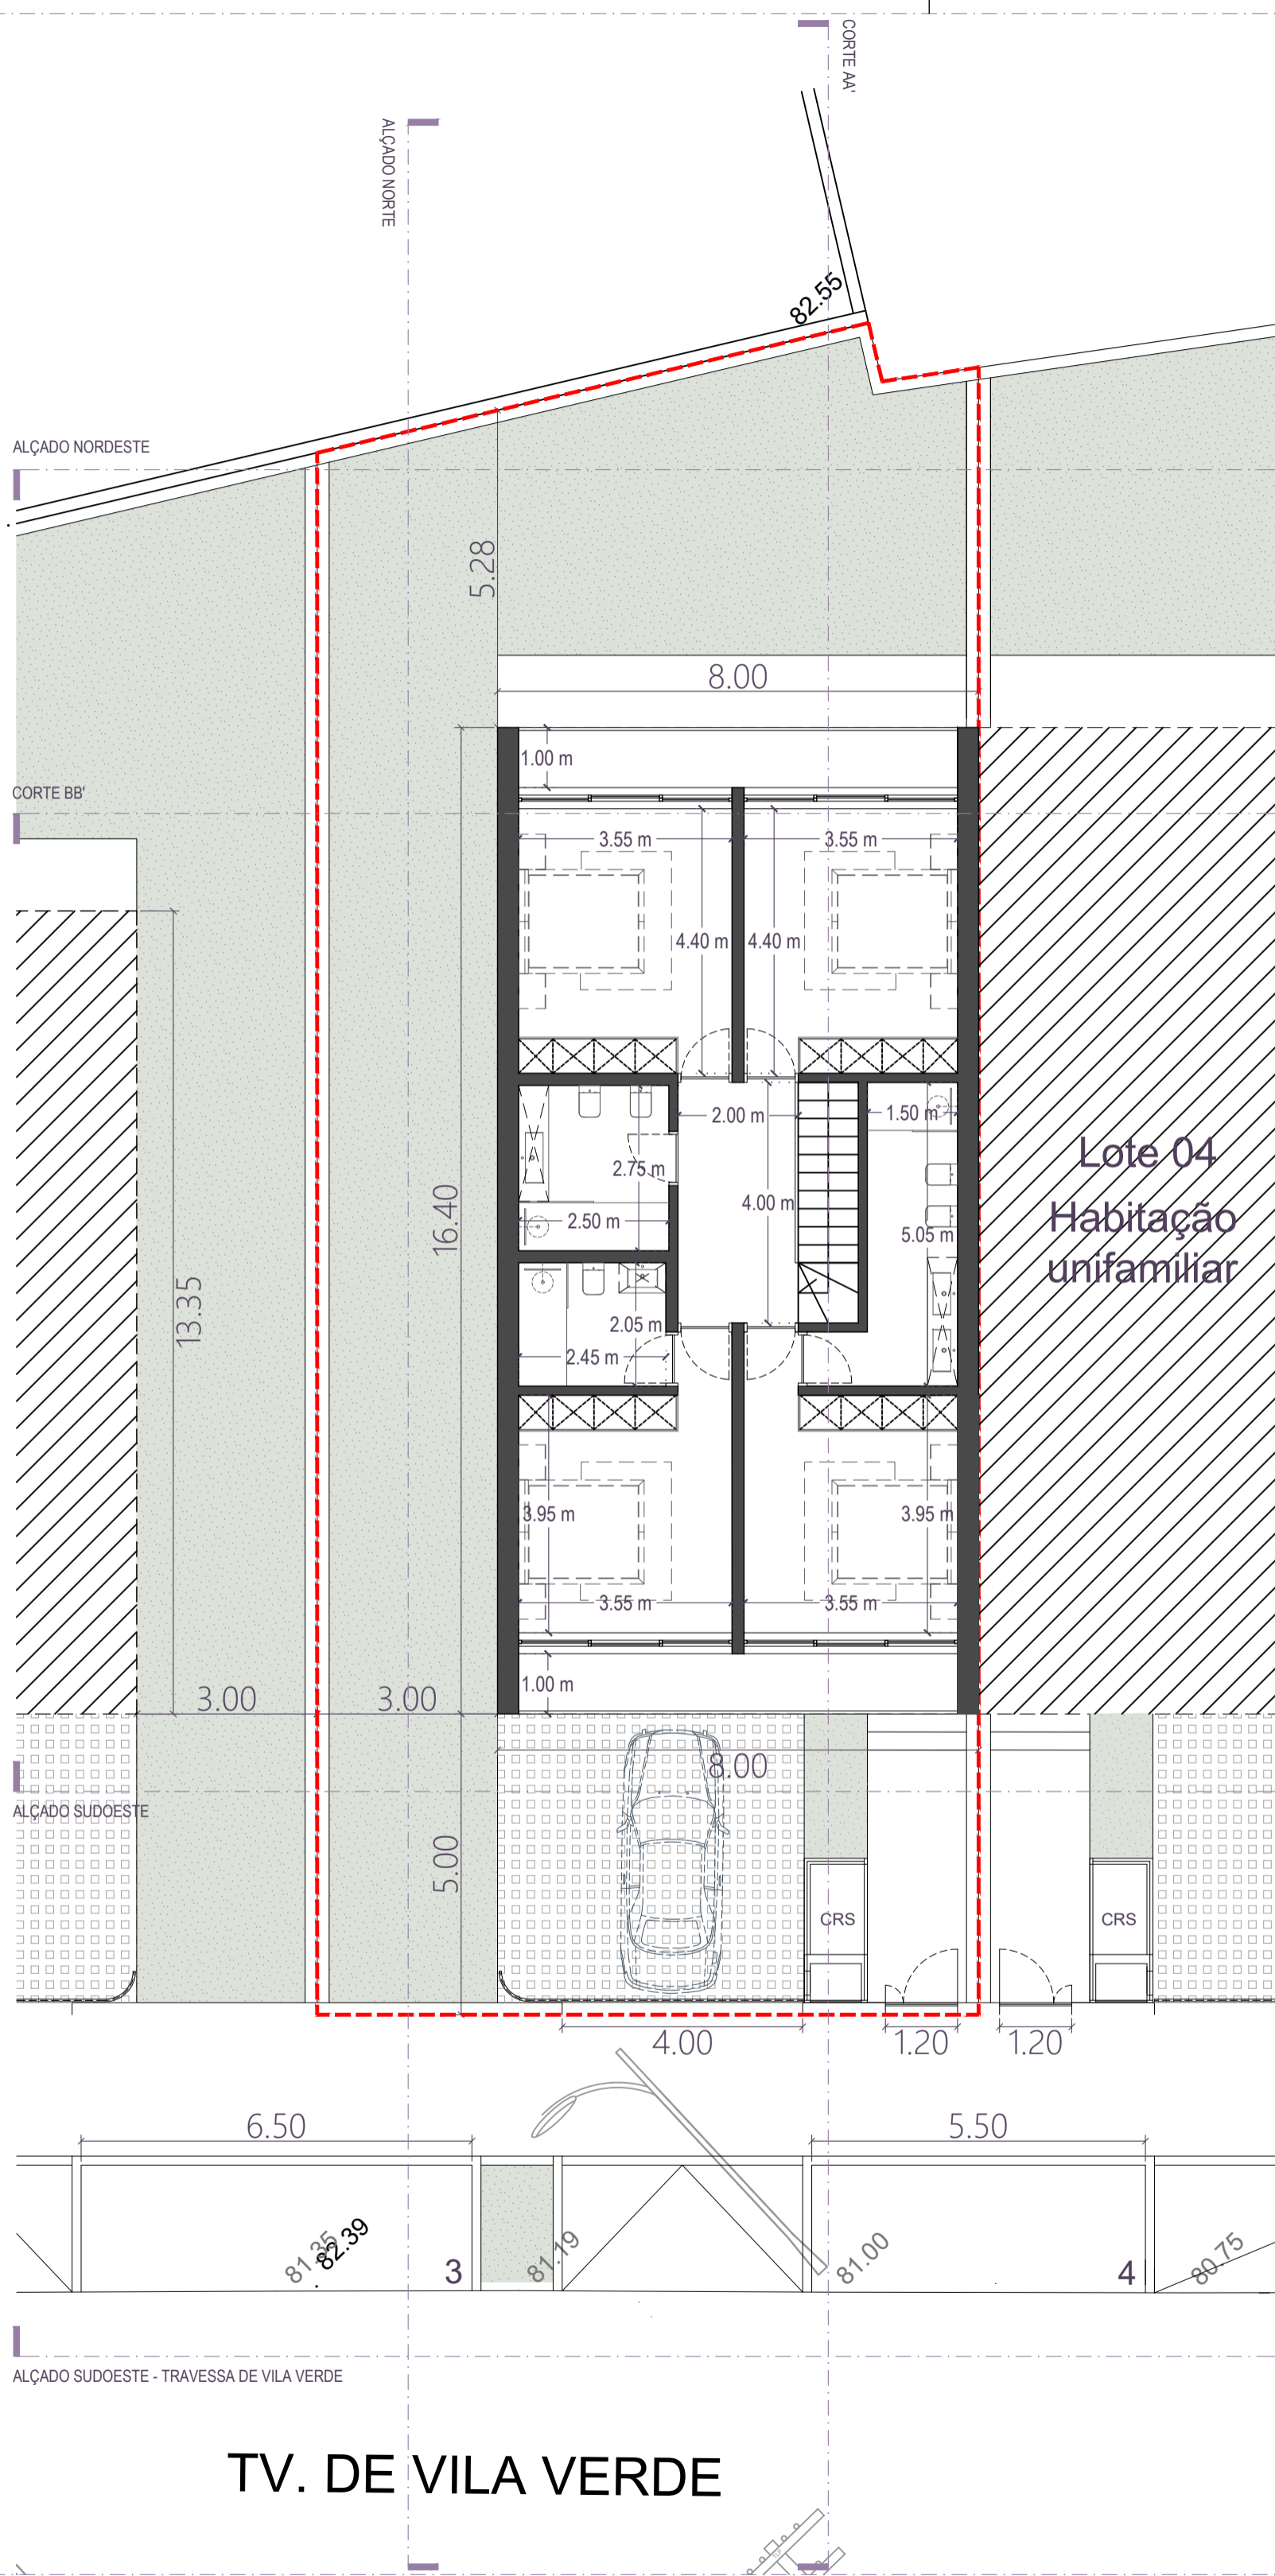 CORTE AA'
ALÇADO NORTE
82.55
ALÇADO NORDESTE
5.28
8.00
1.00 m
CORTE BB'
3.55 m
3.55 m
4.40 m
4.40 m
2.00 m
1.50 m
2.75 m
4.00 m
2.50 m
5.05 m
16.40
Lote 04
Habitação
unifamiliar
13.35
2.05 m
2.45 m
3.95 m
3.95 m
3.55 m
3.55 m
1.00 m
3.00
3.00
8.00
ALÇADO SUDOESTE
5.00
CRS
CRS
4.00
1.20
1.20
6.50
5.50
81.35
82.39
3
81.19
81.00
4
80.75
ALÇADO SUDOESTE - TRAVESSA DE VILA VERDE
TV. DE VILA VERDE